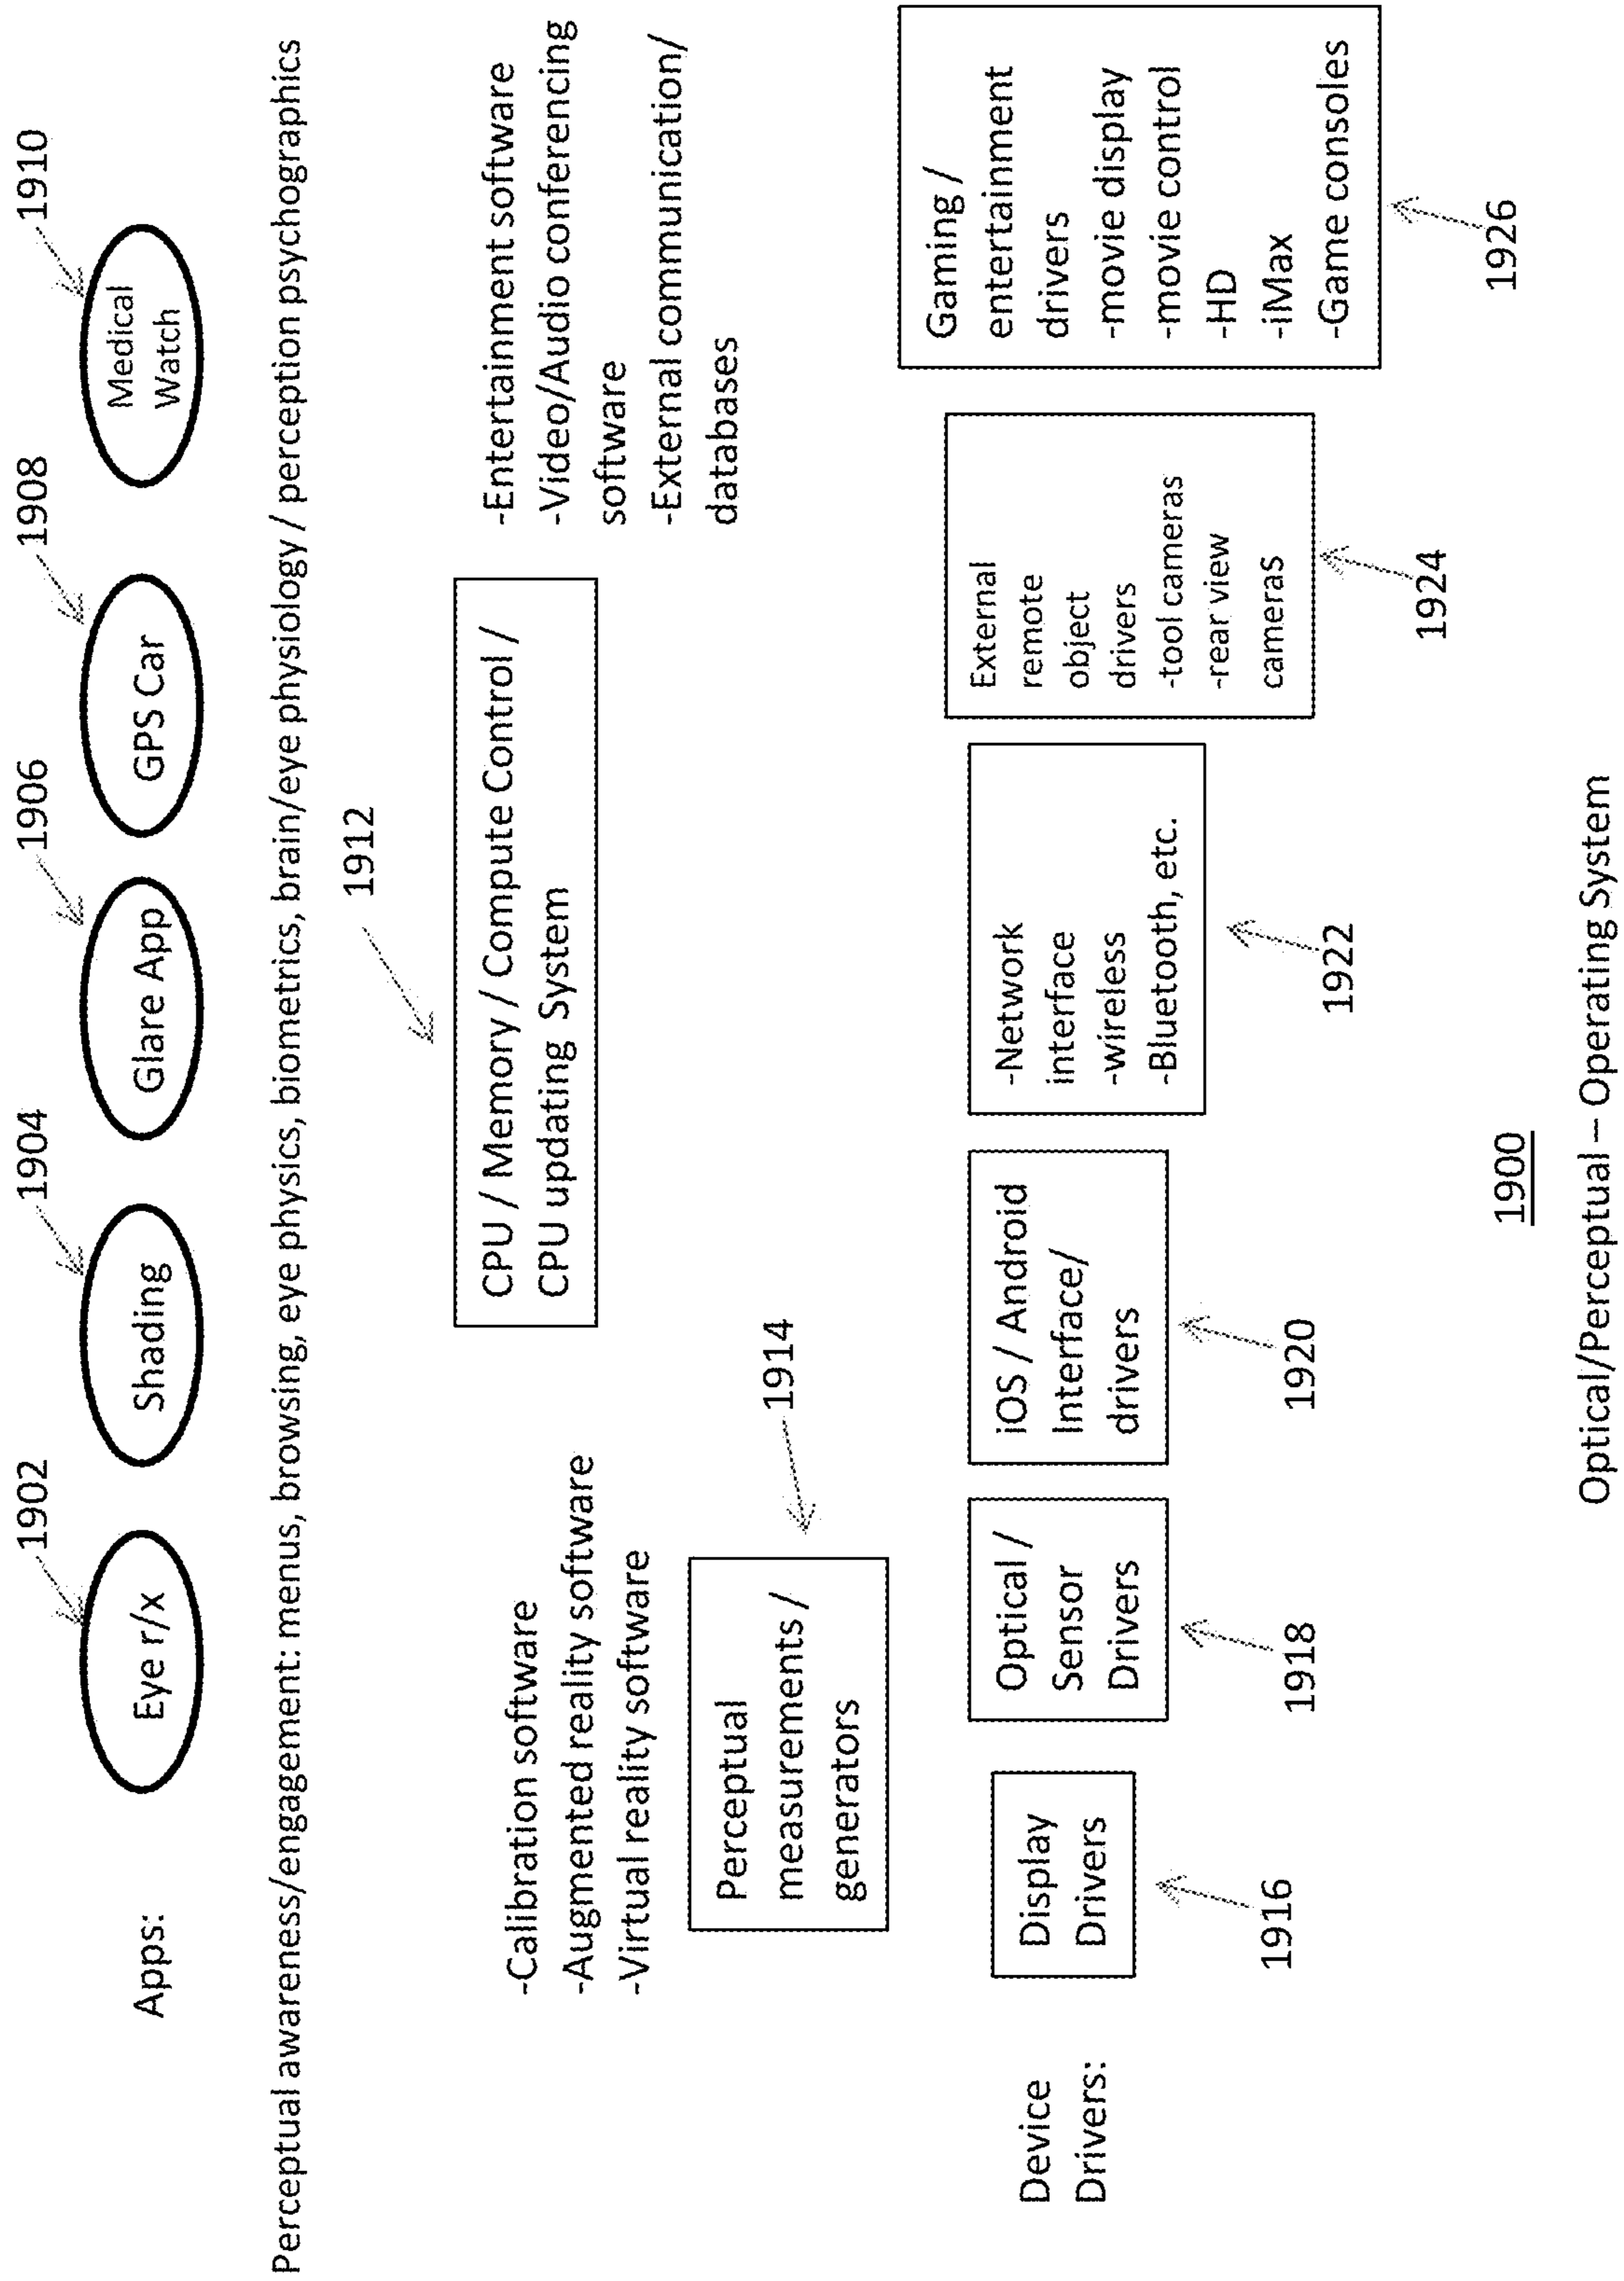 1902
1904
1906
1908
1910
Apps:
Eye r/x
Shading
Glare App
GPS Car
Medical
Watch
Perceptual awareness/engagement: menus, browsing, eye physics, biometrics, brain/eye physiology / perception psychographics
1912
-Calibration software
-Augmented reality software
-Virtual reality software
CPU / Memory / Compute Control /
CPU updating System
-Entertainment software
-Video/Audio conferencing
software
-External communication/
databases
Perceptual
measurements /
generators
1914
Device
Drivers:
Display
Drivers
1916
Optical /
Sensor
Drivers
1918
iOS / Android
Interface/
drivers
1920
-Network
interface
-wireless
-Bluetooth, etc.
1922
External
remote
object
drivers
-tool cameras
-rear view
cameras
1924
Gaming /
entertainment
drivers
-movie display
-movie control
-HD
-iMax
-Game consoles
1926
1900
Optical/Perceptual – Operating System